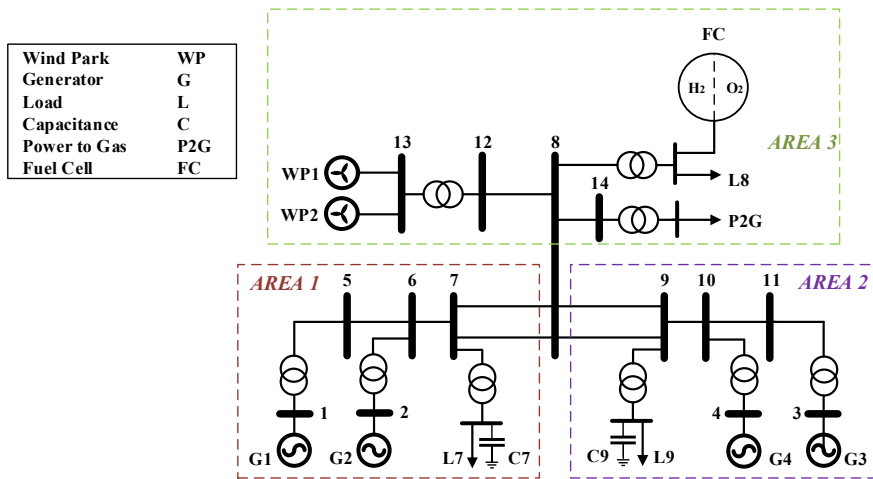 Wind Park WP
Generator G
Load L
Capacitance C
Power to Gas P2G
Fuel Cell FC
FC
H2 O2
AREA 3
13 12 8
WP1
L8
14
WP2
P2G
AREA 1
5 6 7
9 10 11
AREA 2
1 2
4 3
G1 G2 L7 C7
C9 L9 G4 G3